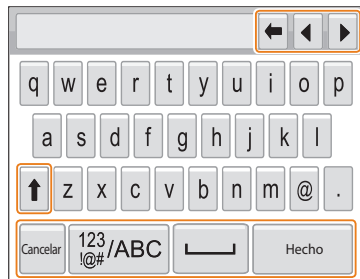 q w e r t y u i o p
a s d f g h j k l
z x c v b n m @ .
Cancelar 123 !@# /ABC Hecho